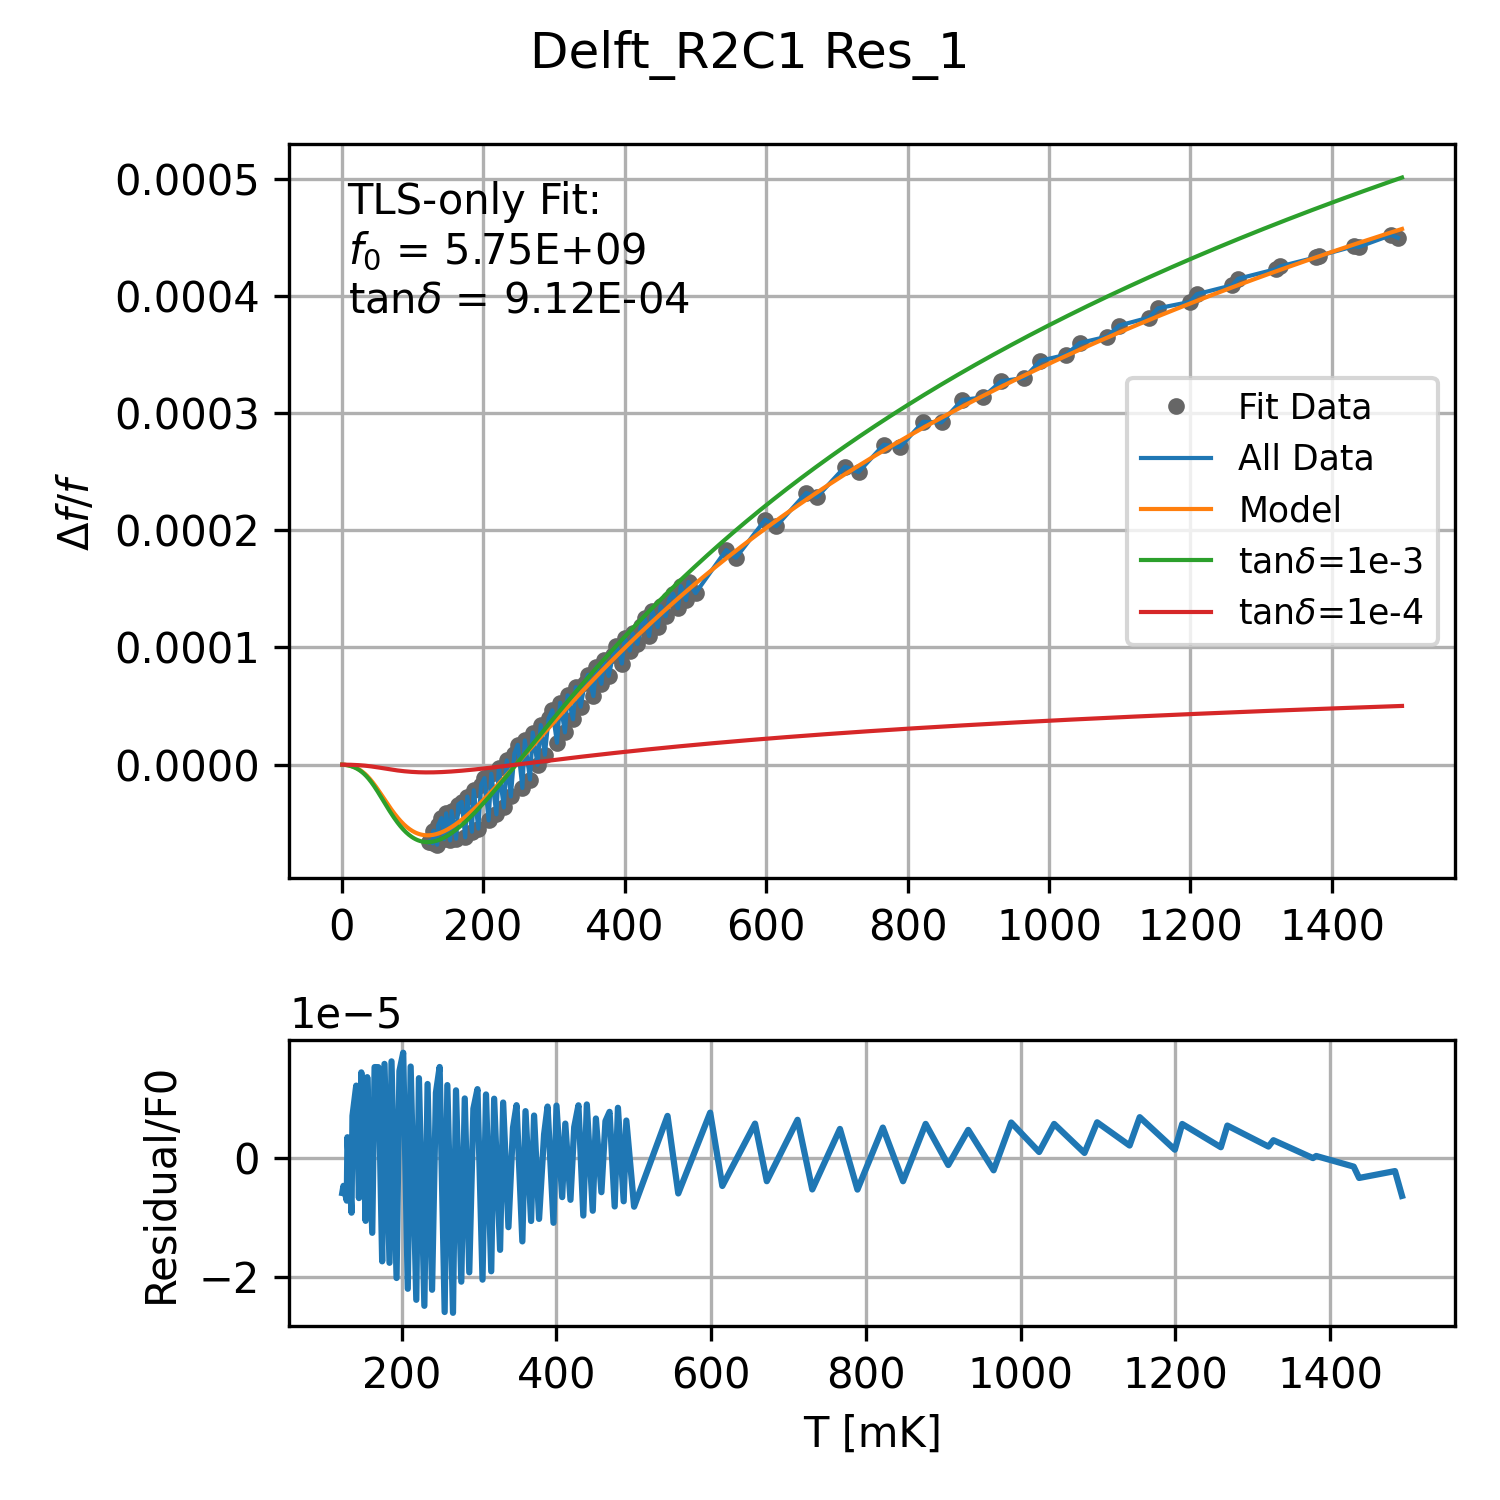 Delft_R2C1 Res_1
TLS-only Fit:
f₀ = 5.75E+09
tanδ = 9.12E-04
Δf/f
0.0005
0.0004
0.0003
0.0002
0.0001
0.0000
Fit Data
All Data
Model
tanδ=1e-3
tanδ=1e-4
0 200 400 600 800 1000 1200 1400
1e−5
Residual/F0
0
−2
200 400 600 800 1000 1200 1400
T [mK]